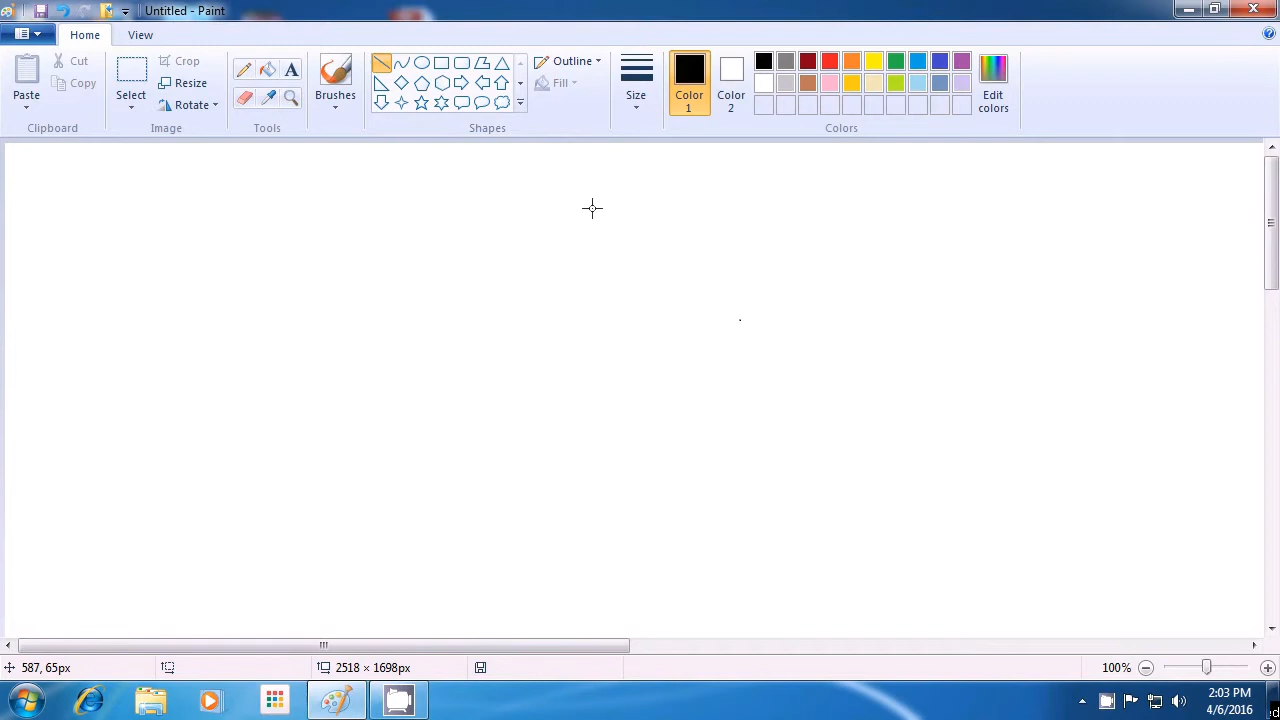 Untitled - Paint
Home View
Paste Cut Copy
Clipboard
Select Crop Resize Rotate
Image
A
Tools
Brushes
Outline Fill
Shapes
Size
Color 1 Color 2
Edit colors
Colors
587, 65px 2518 × 1698px 100%
2:03 PM
4/6/2016